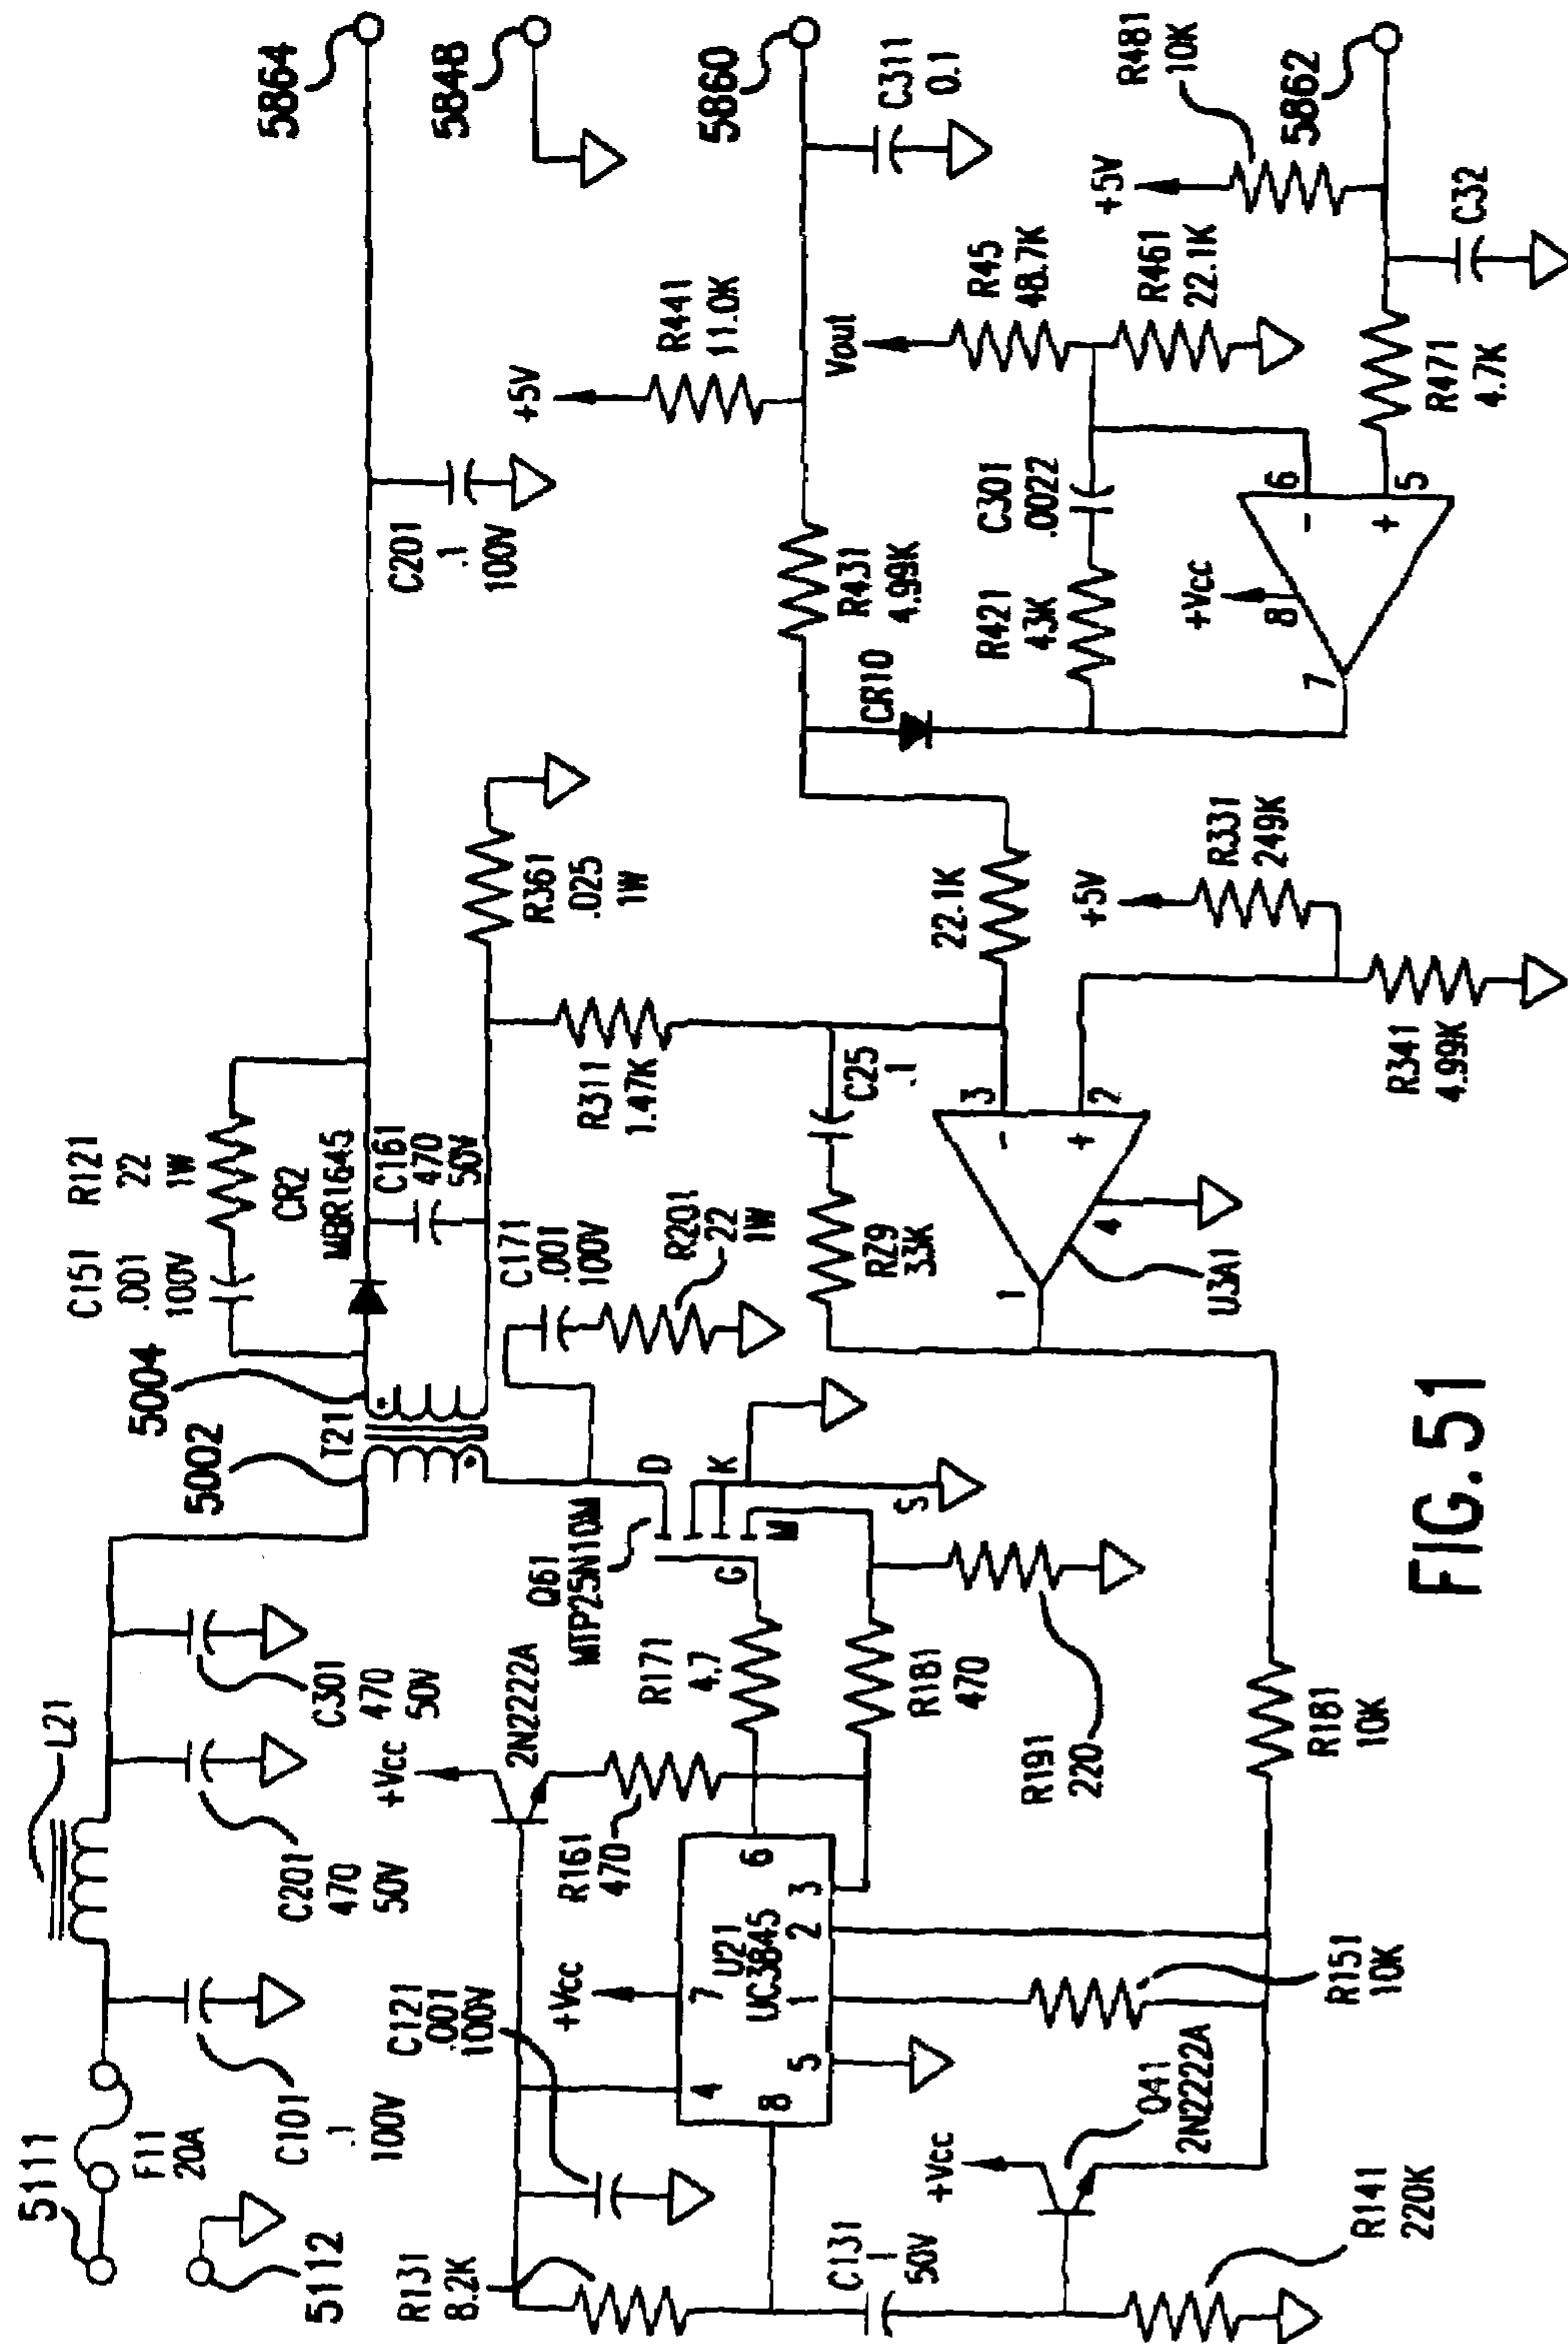 5111
F11
20A
5112
C101
.1
100V
L21
C201
470
50V
C301
470
50V
5002
5004
T21
C151
.001
100V
R121
22
1W
CR2
MBR1645
C161
470
50V
C171
.001
100V
R201
22
1W
R361
.025
1W
R311
1.47K
C201
.1
100V
5864
5848
5860
C311
0.1
+5V
R441
11.0K
R431
4.99K
CR10
Vout
R45
48.7K
R461
22.1K
C301
.0022
R421
43K
+Vcc
8
6
-
+
5
7
R471
4.7K
C32
+5V
R481
10K
5862
22.1K
+5V
R331
249K
R341
4.99K
C25
.1
RZ9
33K
3
-
+
2
1
4
U3A1
Q61
MTP25N10M
D
K
G
M
S
R171
4.7
R181
470
R191
220
+Vcc
2N2222A
R161
470
C121
.001
100V
+Vcc
7
4
6
U21
UC3845
8
5
1
2
3
R131
8.2K
C131
1
50V
+Vcc
Q41
2N2222A
R141
220K
R151
10K
R181
10K
FIG. 51